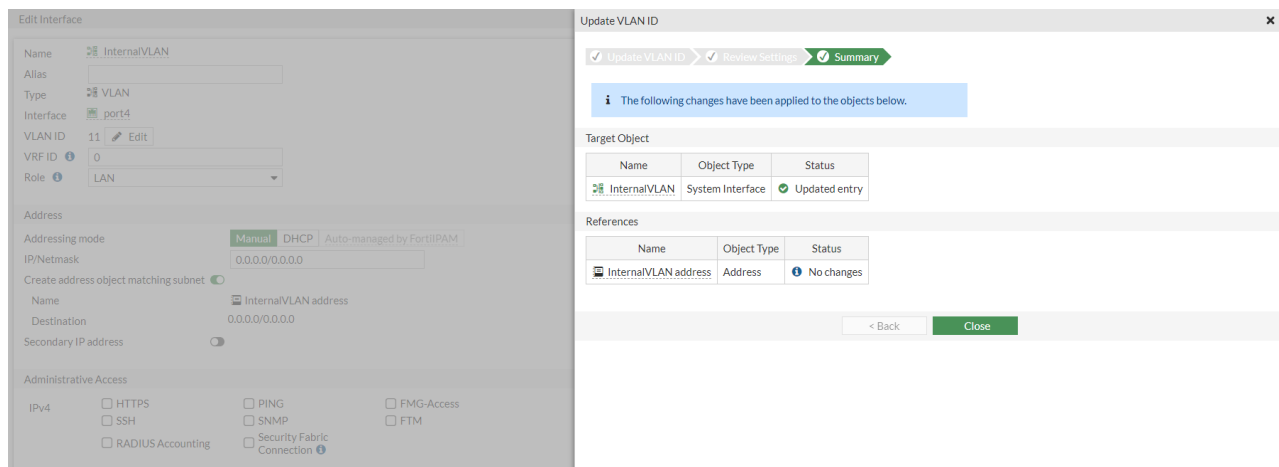 Edit Interface
Name InternalVLAN
Alias
Type VLAN
Interface port4
VLAN ID 11 Edit
VRF ID 0
Role LAN
Address
Addressing mode Manual DHCP Auto-managed by FortiIPAM
IP/Netmask 0.0.0.0/0.0.0.0
Create address object matching subnet
Name InternalVLAN address
Destination 0.0.0.0/0.0.0.0
Secondary IP address
Administrative Access
IPv4 HTTPS PING FMG-Access
SSH SNMP FTM
RADIUS Accounting Security Fabric
Connection
Update VLAN ID
Update VLAN ID Review Settings Summary
The following changes have been applied to the objects below.
Target Object
Name Object Type Status
InternalVLAN System Interface Updated entry
References
Name Object Type Status
InternalVLAN address Address No changes
< Back Close